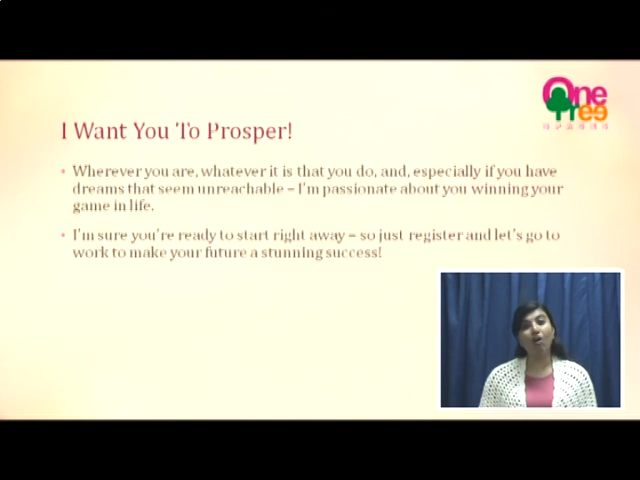 One
Tree
I Want You To Prosper!
Wherever you are, whatever it is that you do, and, especially if you have
dreams that seem unreachable – I'm passionate about you winning your
game in life.
I'm sure you're ready to start right away – so just register and let's go to
work to make your future a stunning success!